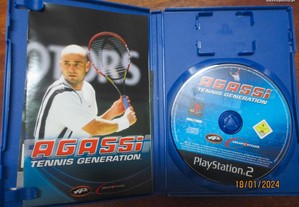 OTORS
AGASSI
TENNIS GENERATION
AGASSI
TENNIS GENERATION
PlayStation.2
18/01/2024